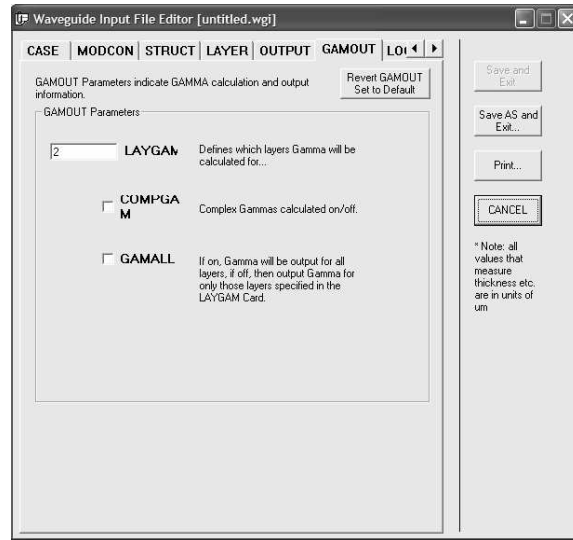 Waveguide Input File Editor [untitled.wgi]
CASE MODCON STRUCT LAYER OUTPUT GAMOUT
GAMOUT Parameters indicate GAMMA calculation and output
information.
Revert GAMOUT
Set to Default
GAMOUT Parameters
2
LAYGAM
Defines which layers Gamma will be
calculated for...
COMPGA
M
Complex Gammas calculated on/off.
GAMALL
If on, Gamma will be output for all
layers, if off, then output Gamma for
only those layers specified in the
LAYGAM Card.
Save and
Exit
Save AS and
Exit...
Print...
CANCEL
* Note: all
values that
measure
thickness etc.
are in units of
um